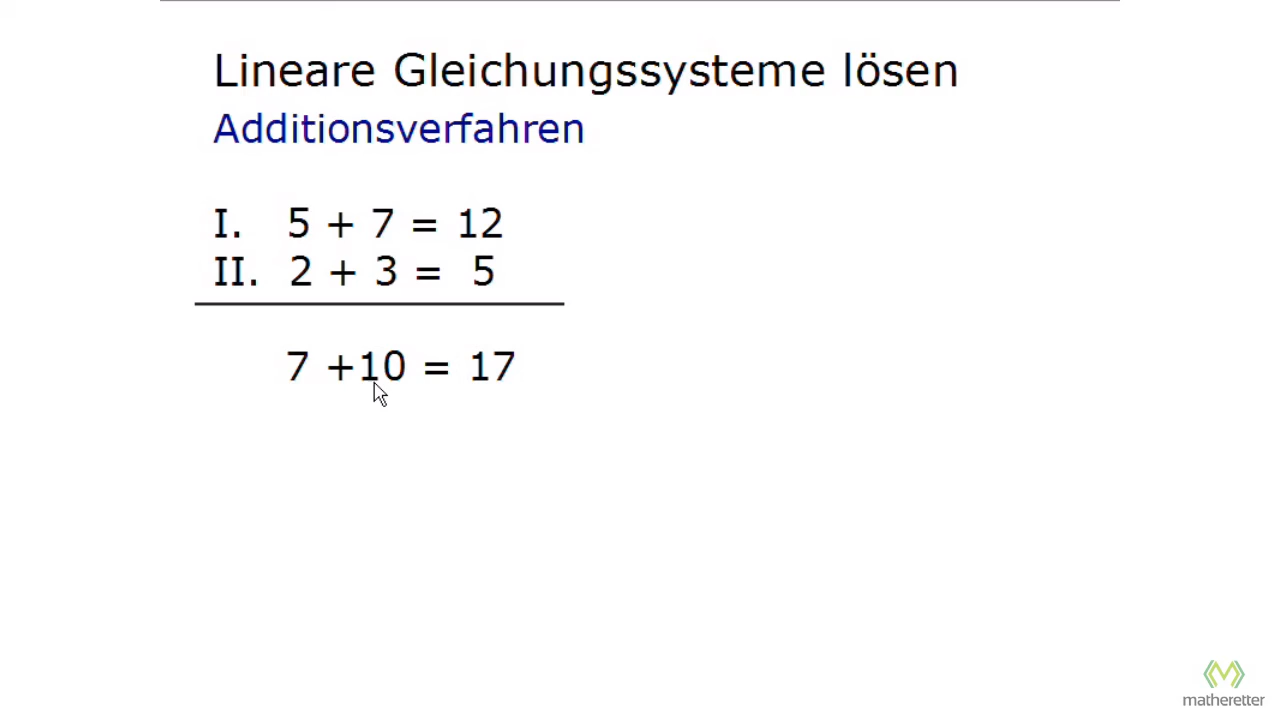 Lineare Gleichungssysteme lösen
Additionsverfahren
I. 5 + 7 = 12
II. 2 + 3 = 5
7 +10 = 17
matheretter